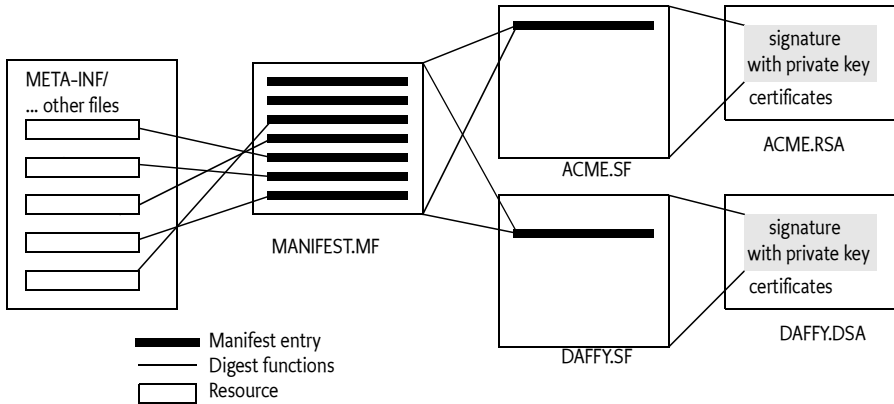 META-INF/
... other files
MANIFEST.MF
ACME.SF
signature
with private key
certificates
ACME.RSA
DAFFY.SF
signature
with private key
certificates
DAFFY.DSA
Manifest entry
Digest functions
Resource